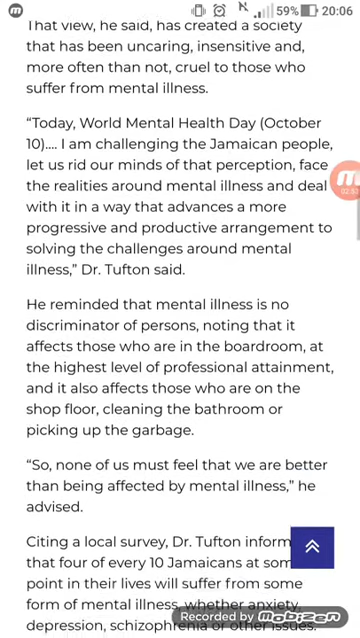 59% 20:06
That view, he said, has created a society
that has been uncaring, insensitive and,
more often than not, cruel to those who
suffer from mental illness.
“Today, World Mental Health Day (October
10).... I am challenging the Jamaican people,
let us rid our minds of that perception, face
the realities around mental illness and deal
with it in a way that advances a more
progressive and productive arrangement to
solving the challenges around mental
illness,” Dr. Tufton said.
He reminded that mental illness is no
discriminator of persons, noting that it
affects those who are in the boardroom, at
the highest level of professional attainment,
and it also affects those who are on the
shop floor, cleaning the bathroom or
picking up the garbage.
“So, none of us must feel that we are better
than being affected by mental illness,” he
advised.
Citing a local survey, Dr. Tufton inform
that four of every 10 Jamaicans at som
point in their lives will suffer from some
form of mental illness, whether anxiety,
depression, schizophrenia or other issues.
Recorded by mobizen